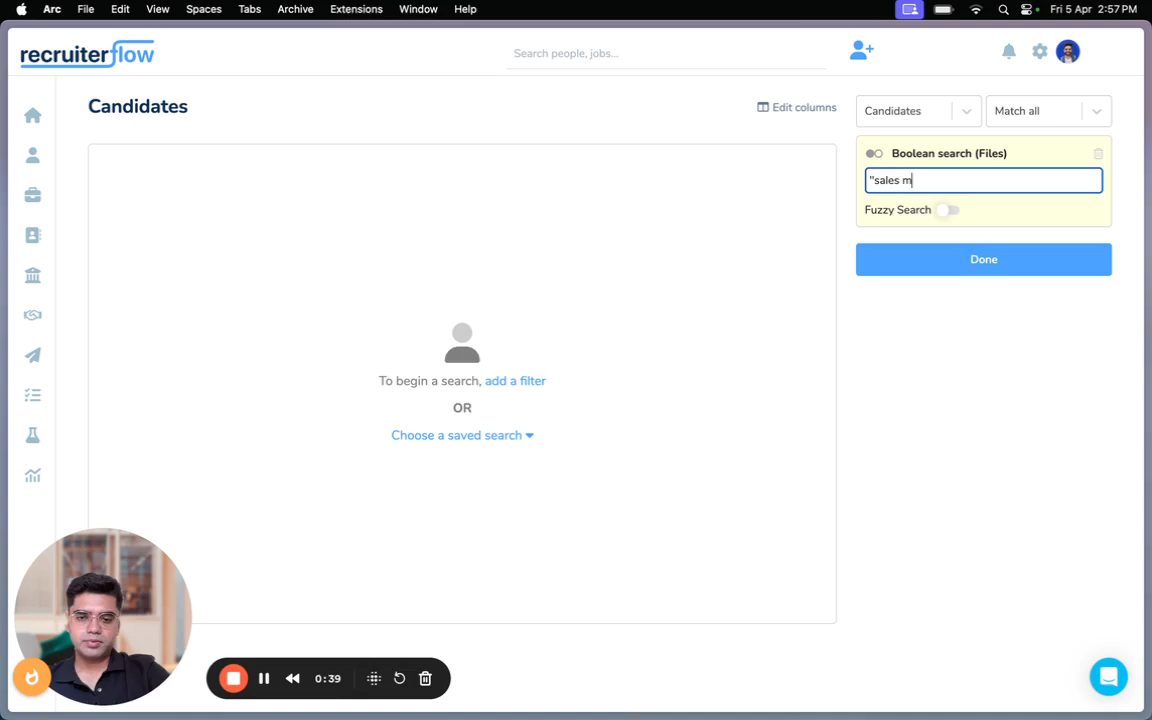 Arc File Edit View Spaces Tabs Archive Extensions Window Help Fri 5 Apr 2:57 PM
recruiterflow
Search people, jobs...
Candidates
Edit columns
Candidates
Match all
Boolean search (Files)
"sales m
Fuzzy Search
Done
To begin a search, add a filter
OR
Choose a saved search
0:39